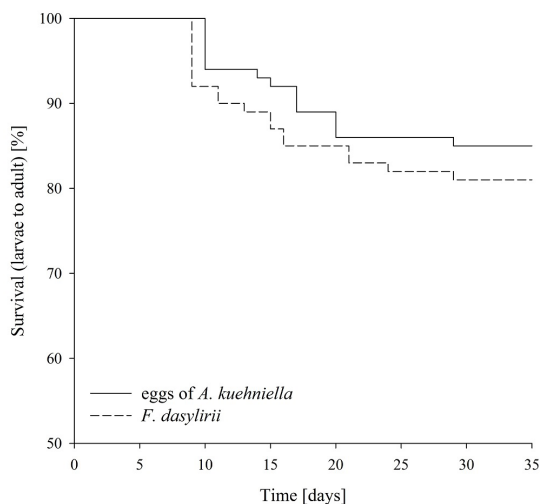 Survival (larvae to adult) [%]
100
90
80
70
60
50
eggs of A. kuehniella
F. dasylirii
0 5 10 15 20 25 30 35
Time [days]